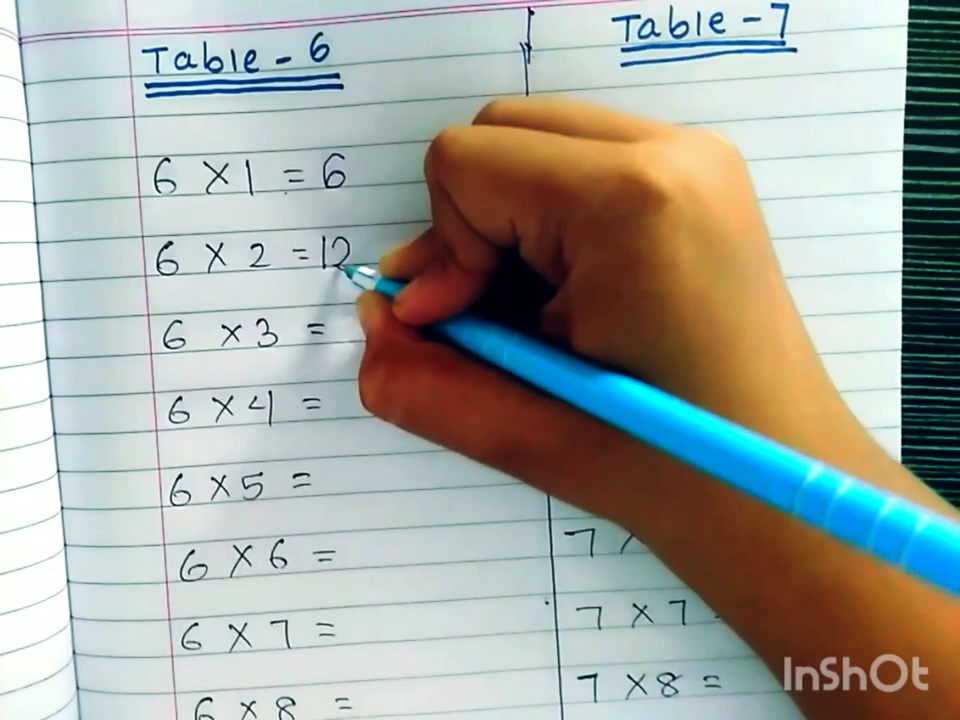 Table - 6
6 X 1 = 6
6 X 2 = 12
6 X 3 =
6 X 4 =
6 X 5 =
6 X 6 =
6 X 7 =
6 X 8 =
Table - 7
7 X
7 X 7
7 X 8 =
InShOt